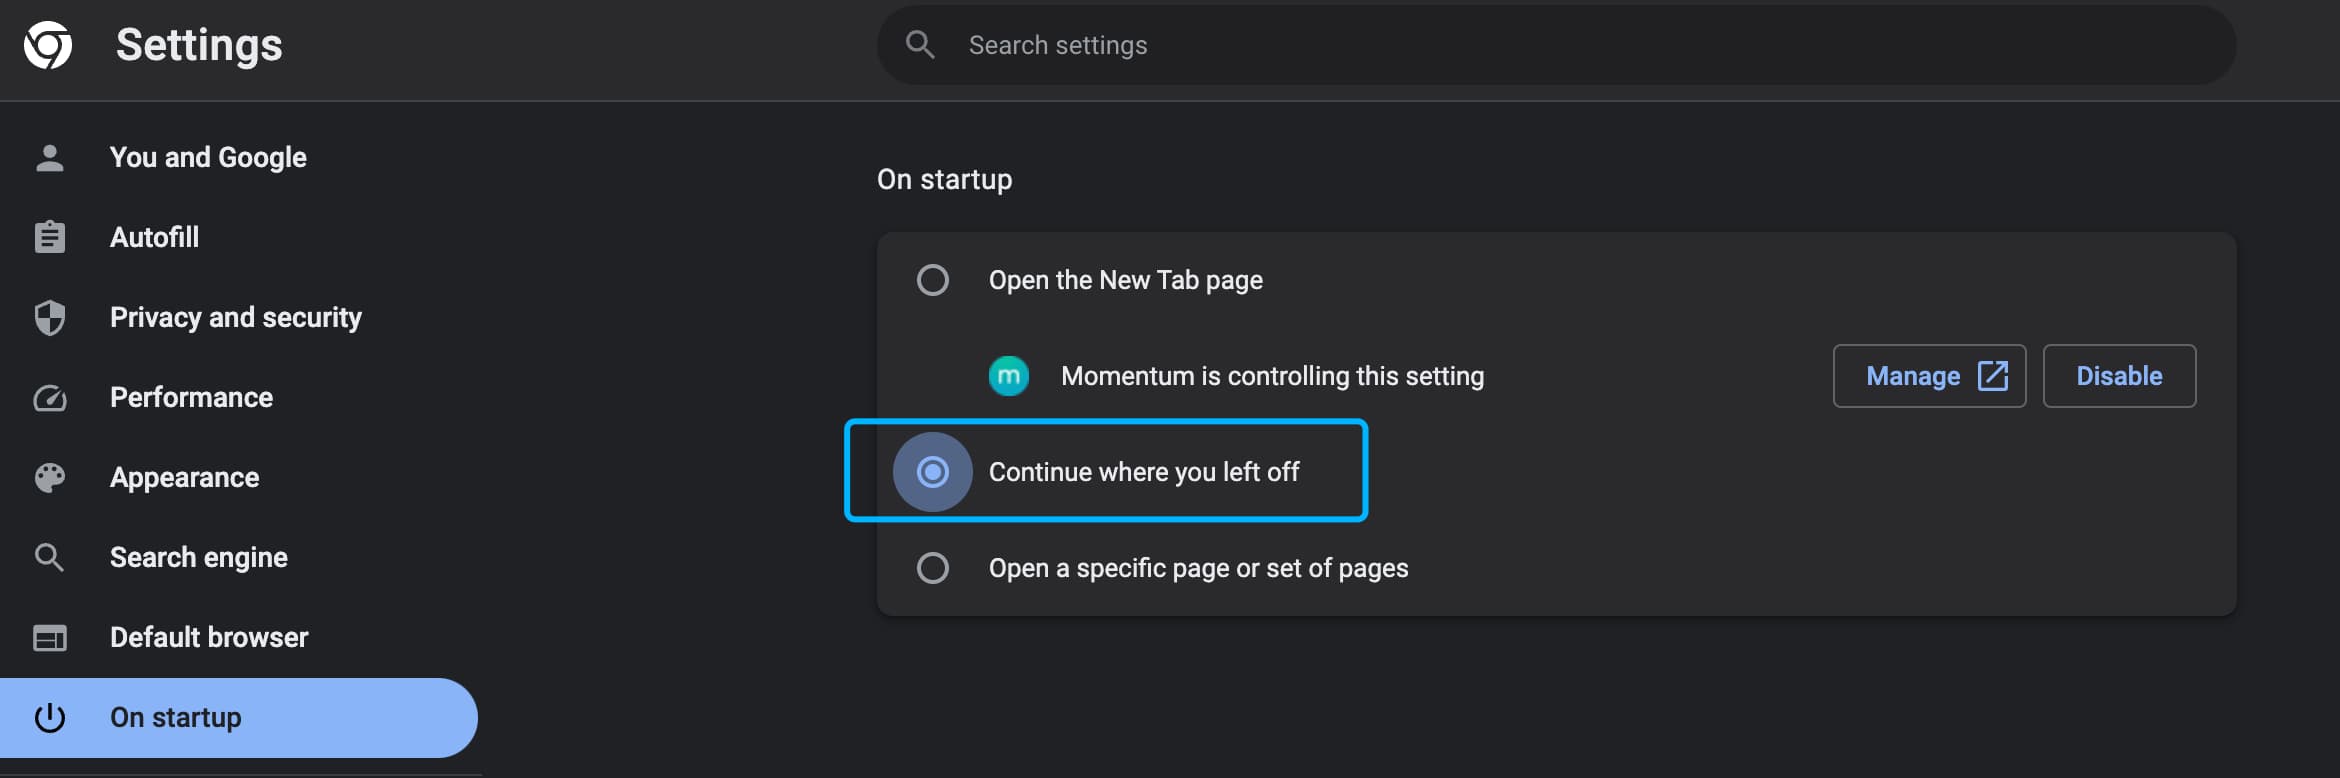 Settings
Search settings
You and Google
Autofill
Privacy and security
Performance
Appearance
Search engine
Default browser
On startup
On startup
Open the New Tab page
m Momentum is controlling this setting Manage Disable
Continue where you left off
Open a specific page or set of pages